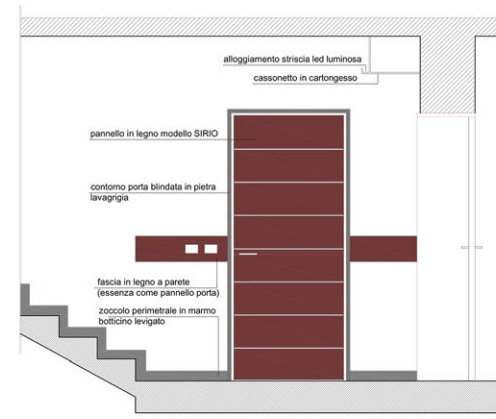 alloggiamento striscia led luminosa
cassonetto in cartongesso
pannello in legno modello SIRIO
contorno porta blindata in pietra
lavagrigia
fascia in legno a parete
(essenza come pannello porta)
zoccolo perimetrale in marmo
botticino levigato